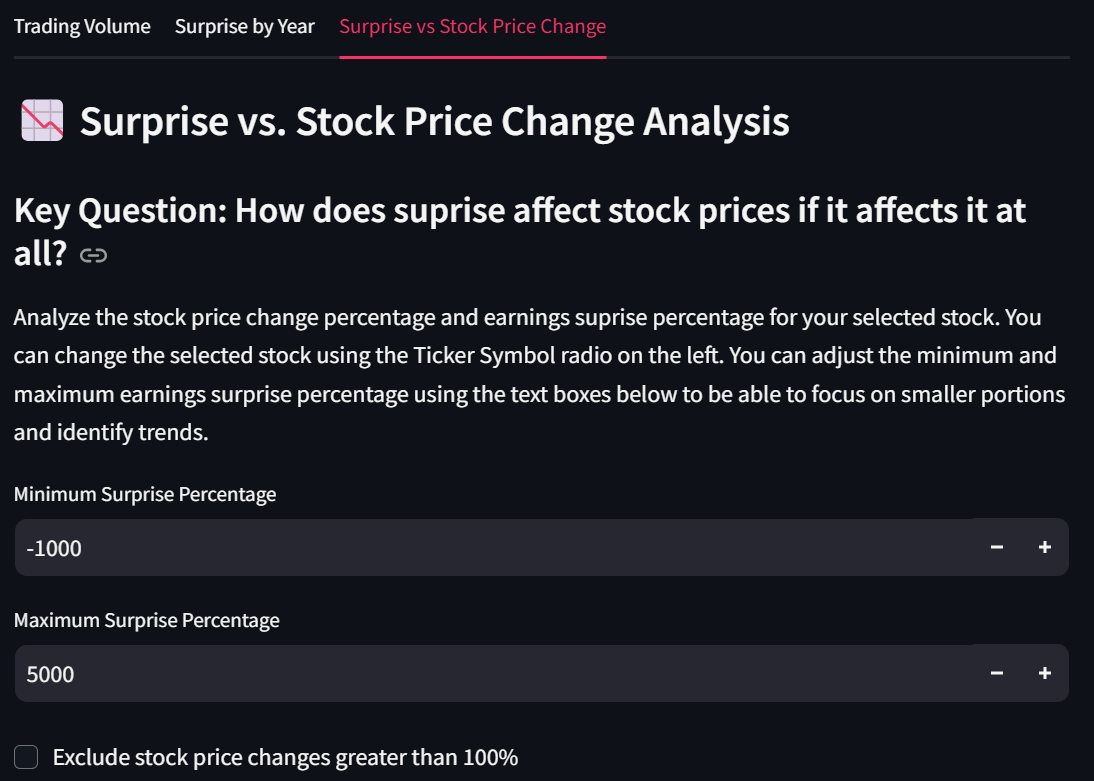 Trading Volume Surprise by Year Surprise vs Stock Price Change
Surprise vs. Stock Price Change Analysis
Key Question: How does suprise affect stock prices if it affects it at
all?
Analyze the stock price change percentage and earnings suprise percentage for your selected stock. You
can change the selected stock using the Ticker Symbol radio on the left. You can adjust the minimum and
maximum earnings surprise percentage using the text boxes below to be able to focus on smaller portions
and identify trends.
Minimum Surprise Percentage
-1000
Maximum Surprise Percentage
5000
Exclude stock price changes greater than 100%